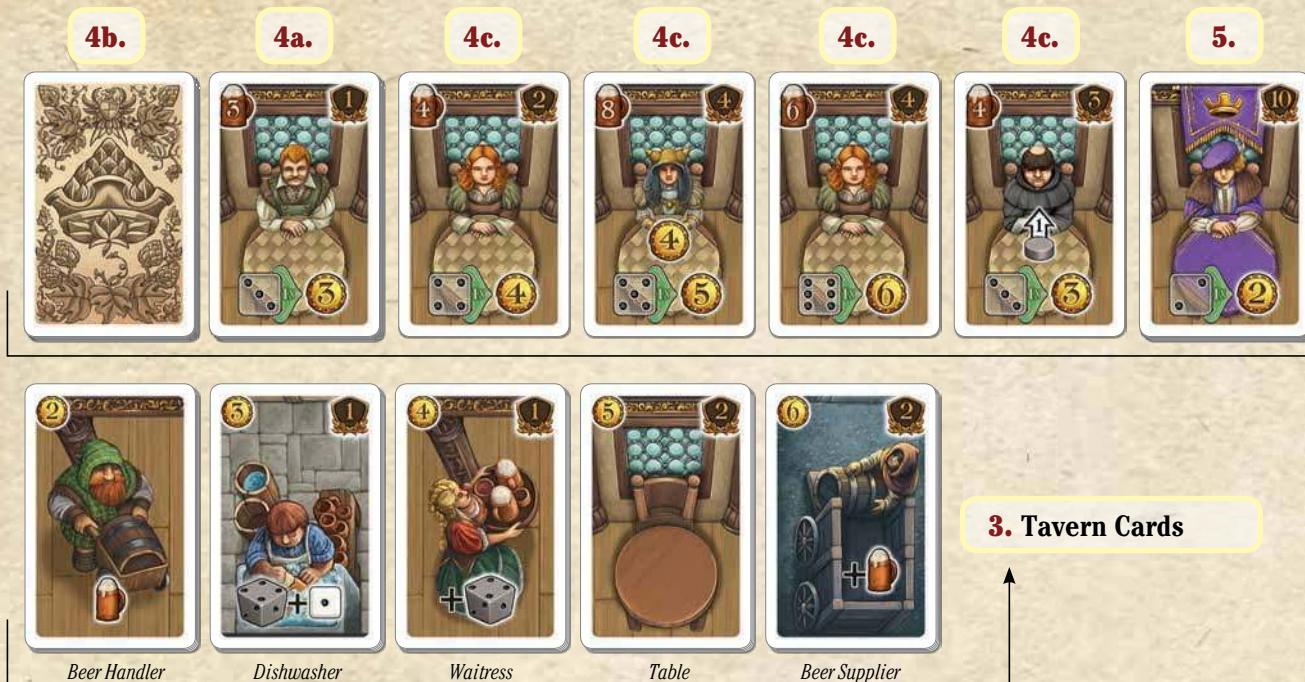 4b. 4a. 4c. 4c. 4c. 4c. 5.
3 1 4 2 8 4 6 4 4 3 10
4 1
3 4 5 6 3 2
2 3 1 4 1 5 2 6 2
3. Tavern Cards
+ + +
Beer Handler Dishwasher Waitress Table Beer Supplier